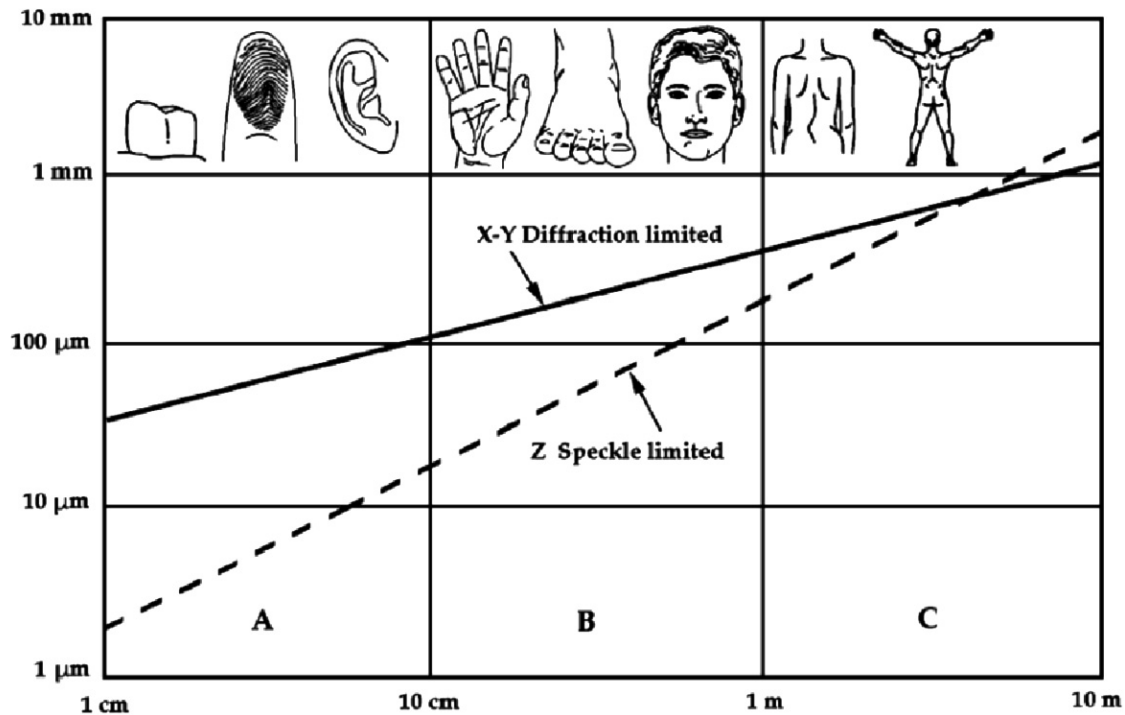 10 mm
1 mm
X-Y Diffraction limited
100 μm
Z Speckle limited
10 μm
A B C
1 μm
1 cm 10 cm 1 m 10 m